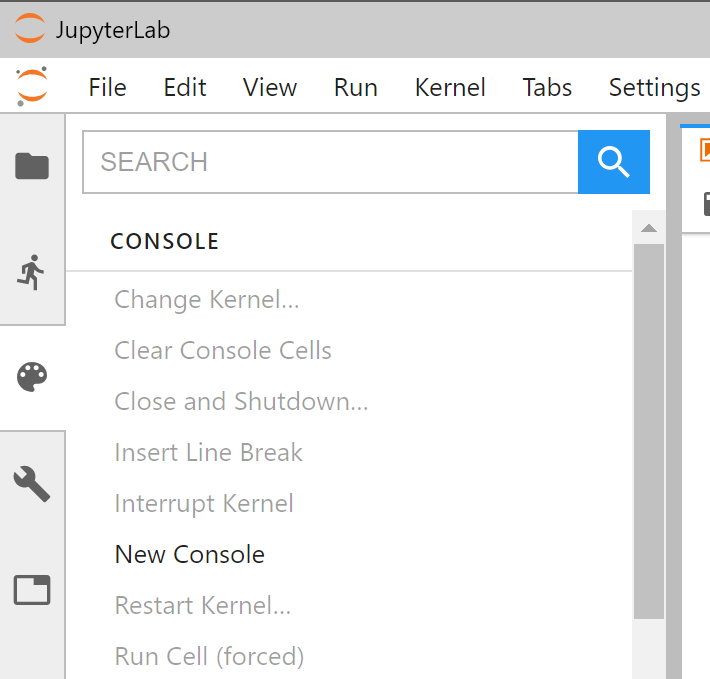 JupyterLab
File Edit View Run Kernel Tabs Settings
SEARCH
CONSOLE
Change Kernel...
Clear Console Cells
Close and Shutdown...
Insert Line Break
Interrupt Kernel
New Console
Restart Kernel...
Run Cell (forced)